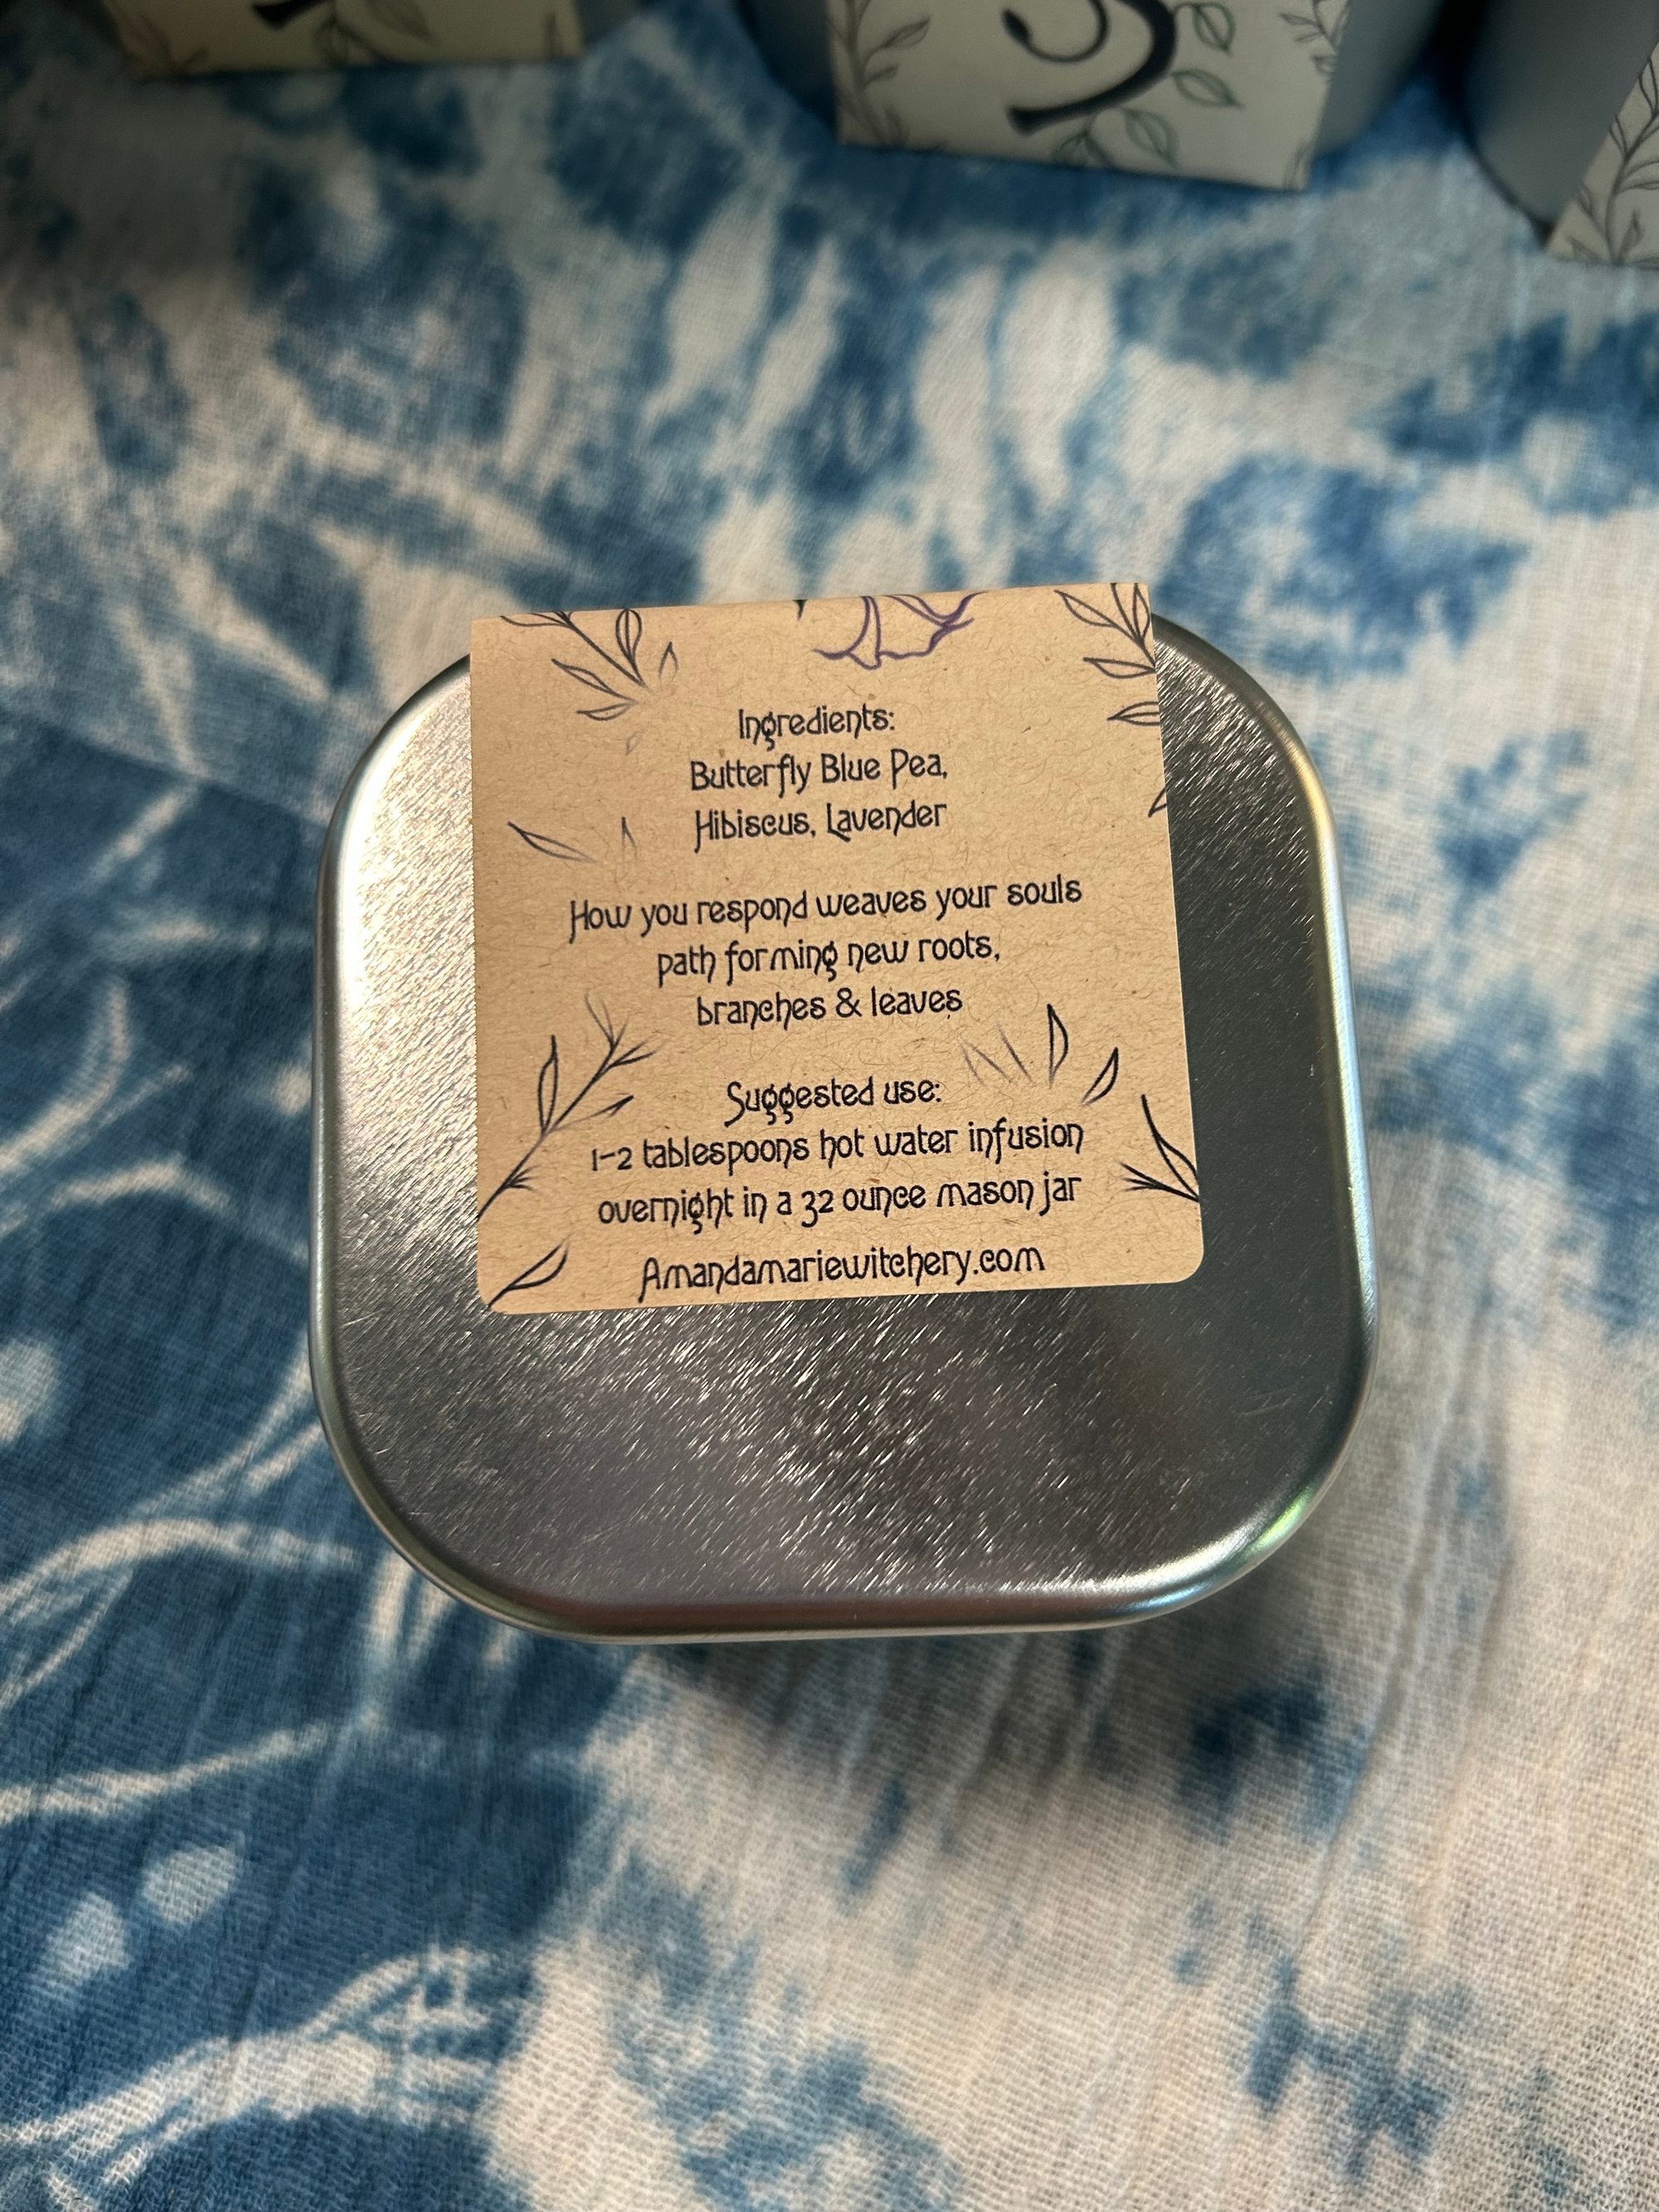 Ingredients:
Butterfly Blue Pea,
Hibiscus, Lavender
How you respond weaves your souls
path forming new roots,
branches & leaves
Suggested use:
1-2 tablespoons hot water infusion
overnight in a 32 ounce mason jar
Amandamariewitchery.com